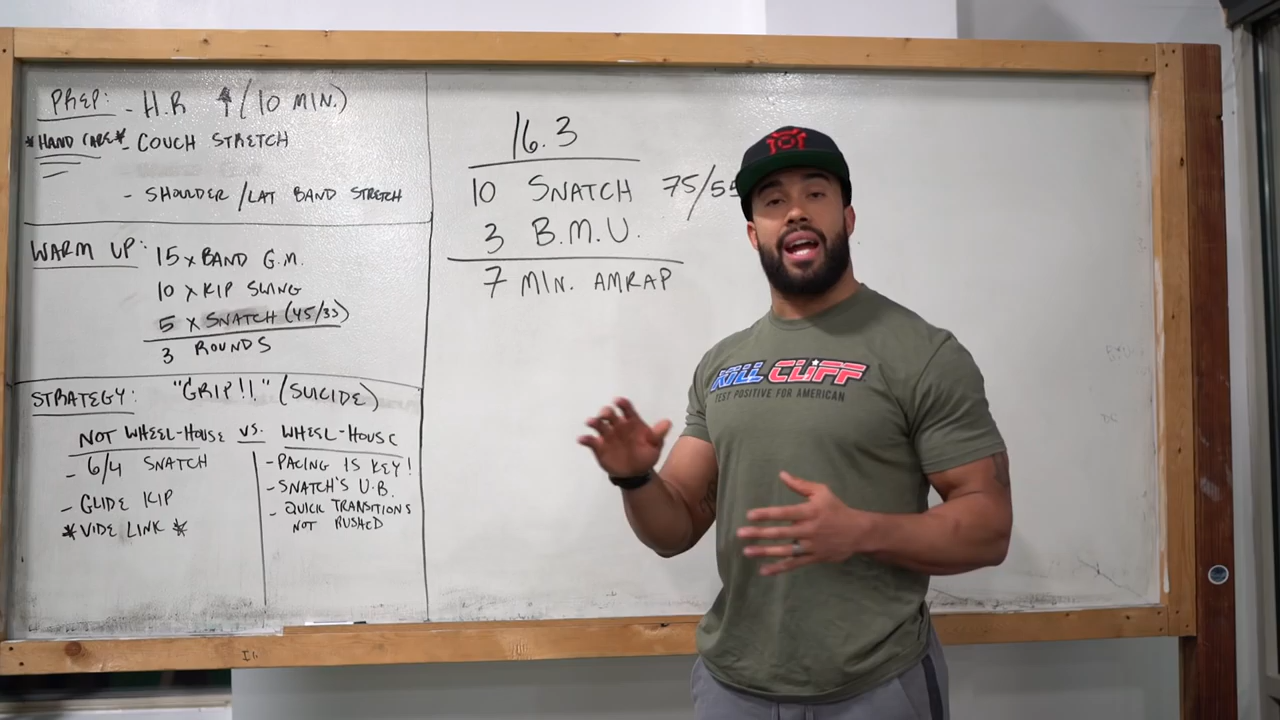 PREP: - H.R ↑ (10 MIN.)
*HAND CARE* - COUCH STRETCH
- SHOULDER / LAT BAND STRETCH
WARM UP: 15 x BAND G.M.
10 x KIP SWING
5 x SNATCH (45/35)
3 ROUNDS
STRATEGY: "GRIP!!" (SUICIDE)
NOT WHEEL-HOUSE VS. WHEEL-HOUSE
- 6/4 SNATCH
- GLIDE KIP
*VIDE LINK*
- PACING IS KEY!
- SNATCH'S U.B.
- QUICK TRANSITIONS
NOT RUSHED
16.3
10 SNATCH 75/55
3 B.M.U.
7 MIN. AMRAP
KILL CLIFF
TEST POSITIVE FOR AMERICAN